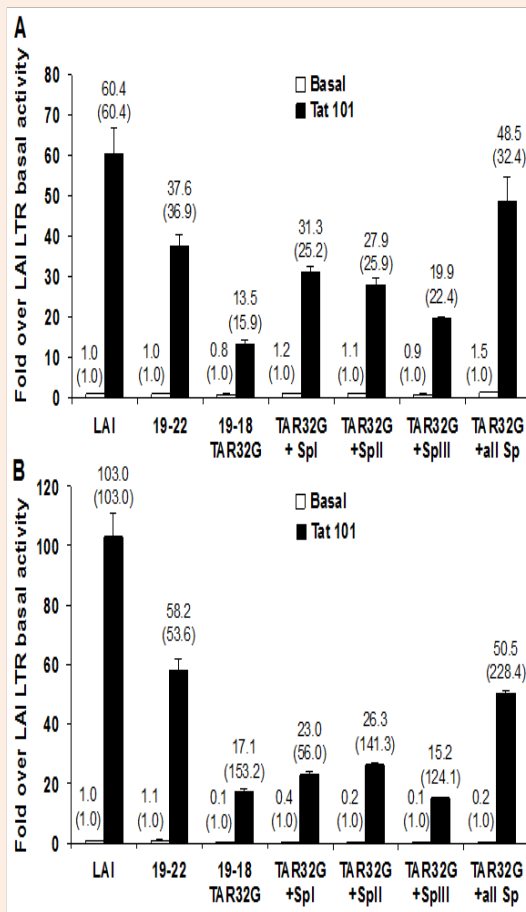 A
Fold over LAI LTR basal activity
80
70
60
50
40
30
20
10
0
Basal
Tat 101
1.0
(1.0)
60.4
(60.4)
1.0
(1.0)
37.6
(36.9)
0.8
(1.0)
13.5
(15.9)
1.2
(1.0)
31.3
(25.2)
1.1
(1.0)
27.9
(25.9)
0.9
(1.0)
19.9
(22.4)
1.5
(1.0)
48.5
(32.4)
LAI
19-22
19-18
TAR32G
TAR32G
+ SpI
TAR32G
+ SpII
TAR32G
+ SpIII
TAR32G
+all Sp
B
Fold over LAI LTR basal activity
120
100
80
60
40
20
0
Basal
Tat 101
1.0
(1.0)
103.0
(103.0)
1.1
(1.0)
58.2
(53.6)
0.1
(1.0)
17.1
(153.2)
0.4
(1.0)
23.0
(56.0)
0.2
(1.0)
26.3
(141.3)
0.1
(1.0)
15.2
(124.1)
0.2
(1.0)
50.5
(228.4)
LAI
19-22
19-18
TAR32G
TAR32G
+SpI
TAR32G
+SpII
TAR32G
+SpIII
TAR32G
+all Sp